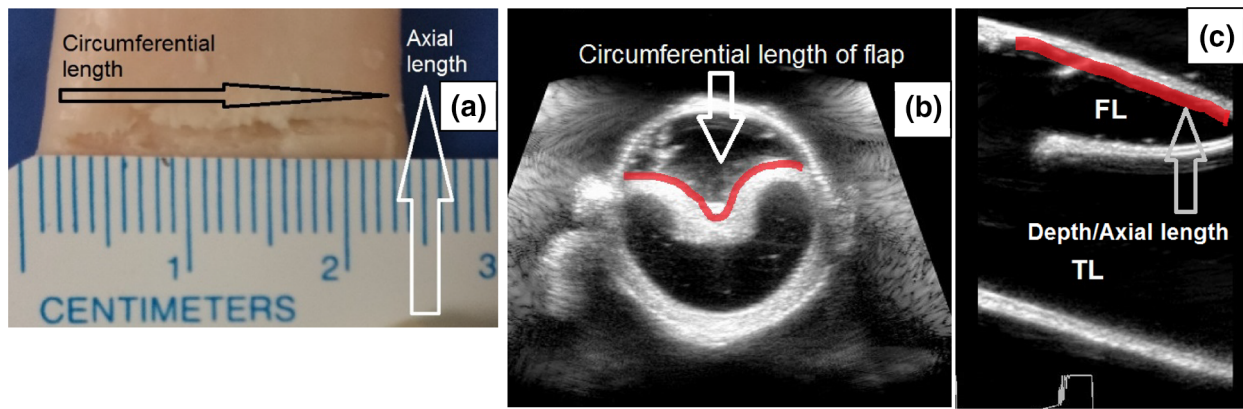 Circumferential
length
Axial
length
(a)
1
2
3
CENTIMETERS
Circumferential length of flap
(b)
(c)
FL
Depth/Axial length
TL